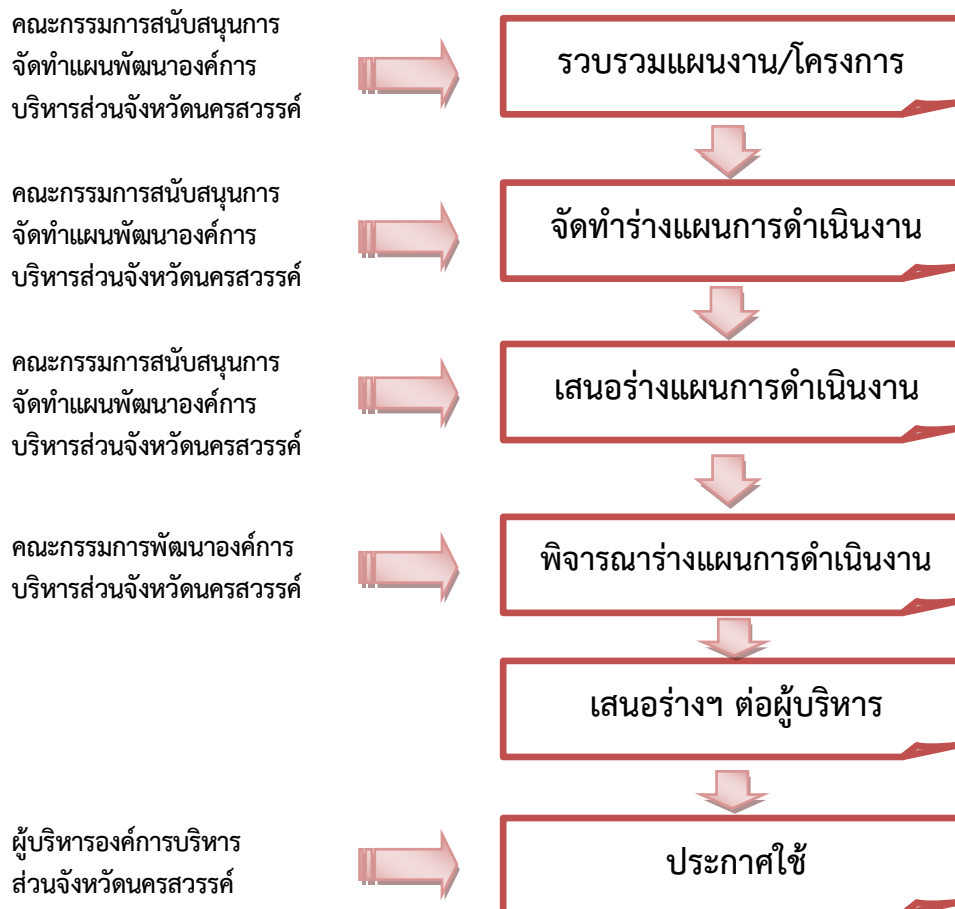 คณะกรรมการสนับสนุนการ
จัดทำแผนพัฒนาองค์การ
บริหารส่วนจังหวัดนครสวรรค์
รวบรวมแผนงาน/โครงการ
คณะกรรมการสนับสนุนการ
จัดทำแผนพัฒนาองค์การ
บริหารส่วนจังหวัดนครสวรรค์
จัดทำร่างแผนการดำเนินงาน
คณะกรรมการสนับสนุนการ
จัดทำแผนพัฒนาองค์การ
บริหารส่วนจังหวัดนครสวรรค์
เสนอร่างแผนการดำเนินงาน
คณะกรรมการพัฒนาองค์การ
บริหารส่วนจังหวัดนครสวรรค์
พิจารณาร่างแผนการดำเนินงาน
เสนอร่างฯ ต่อผู้บริหาร
ผู้บริหารองค์การบริหาร
ส่วนจังหวัดนครสวรรค์
ประกาศใช้